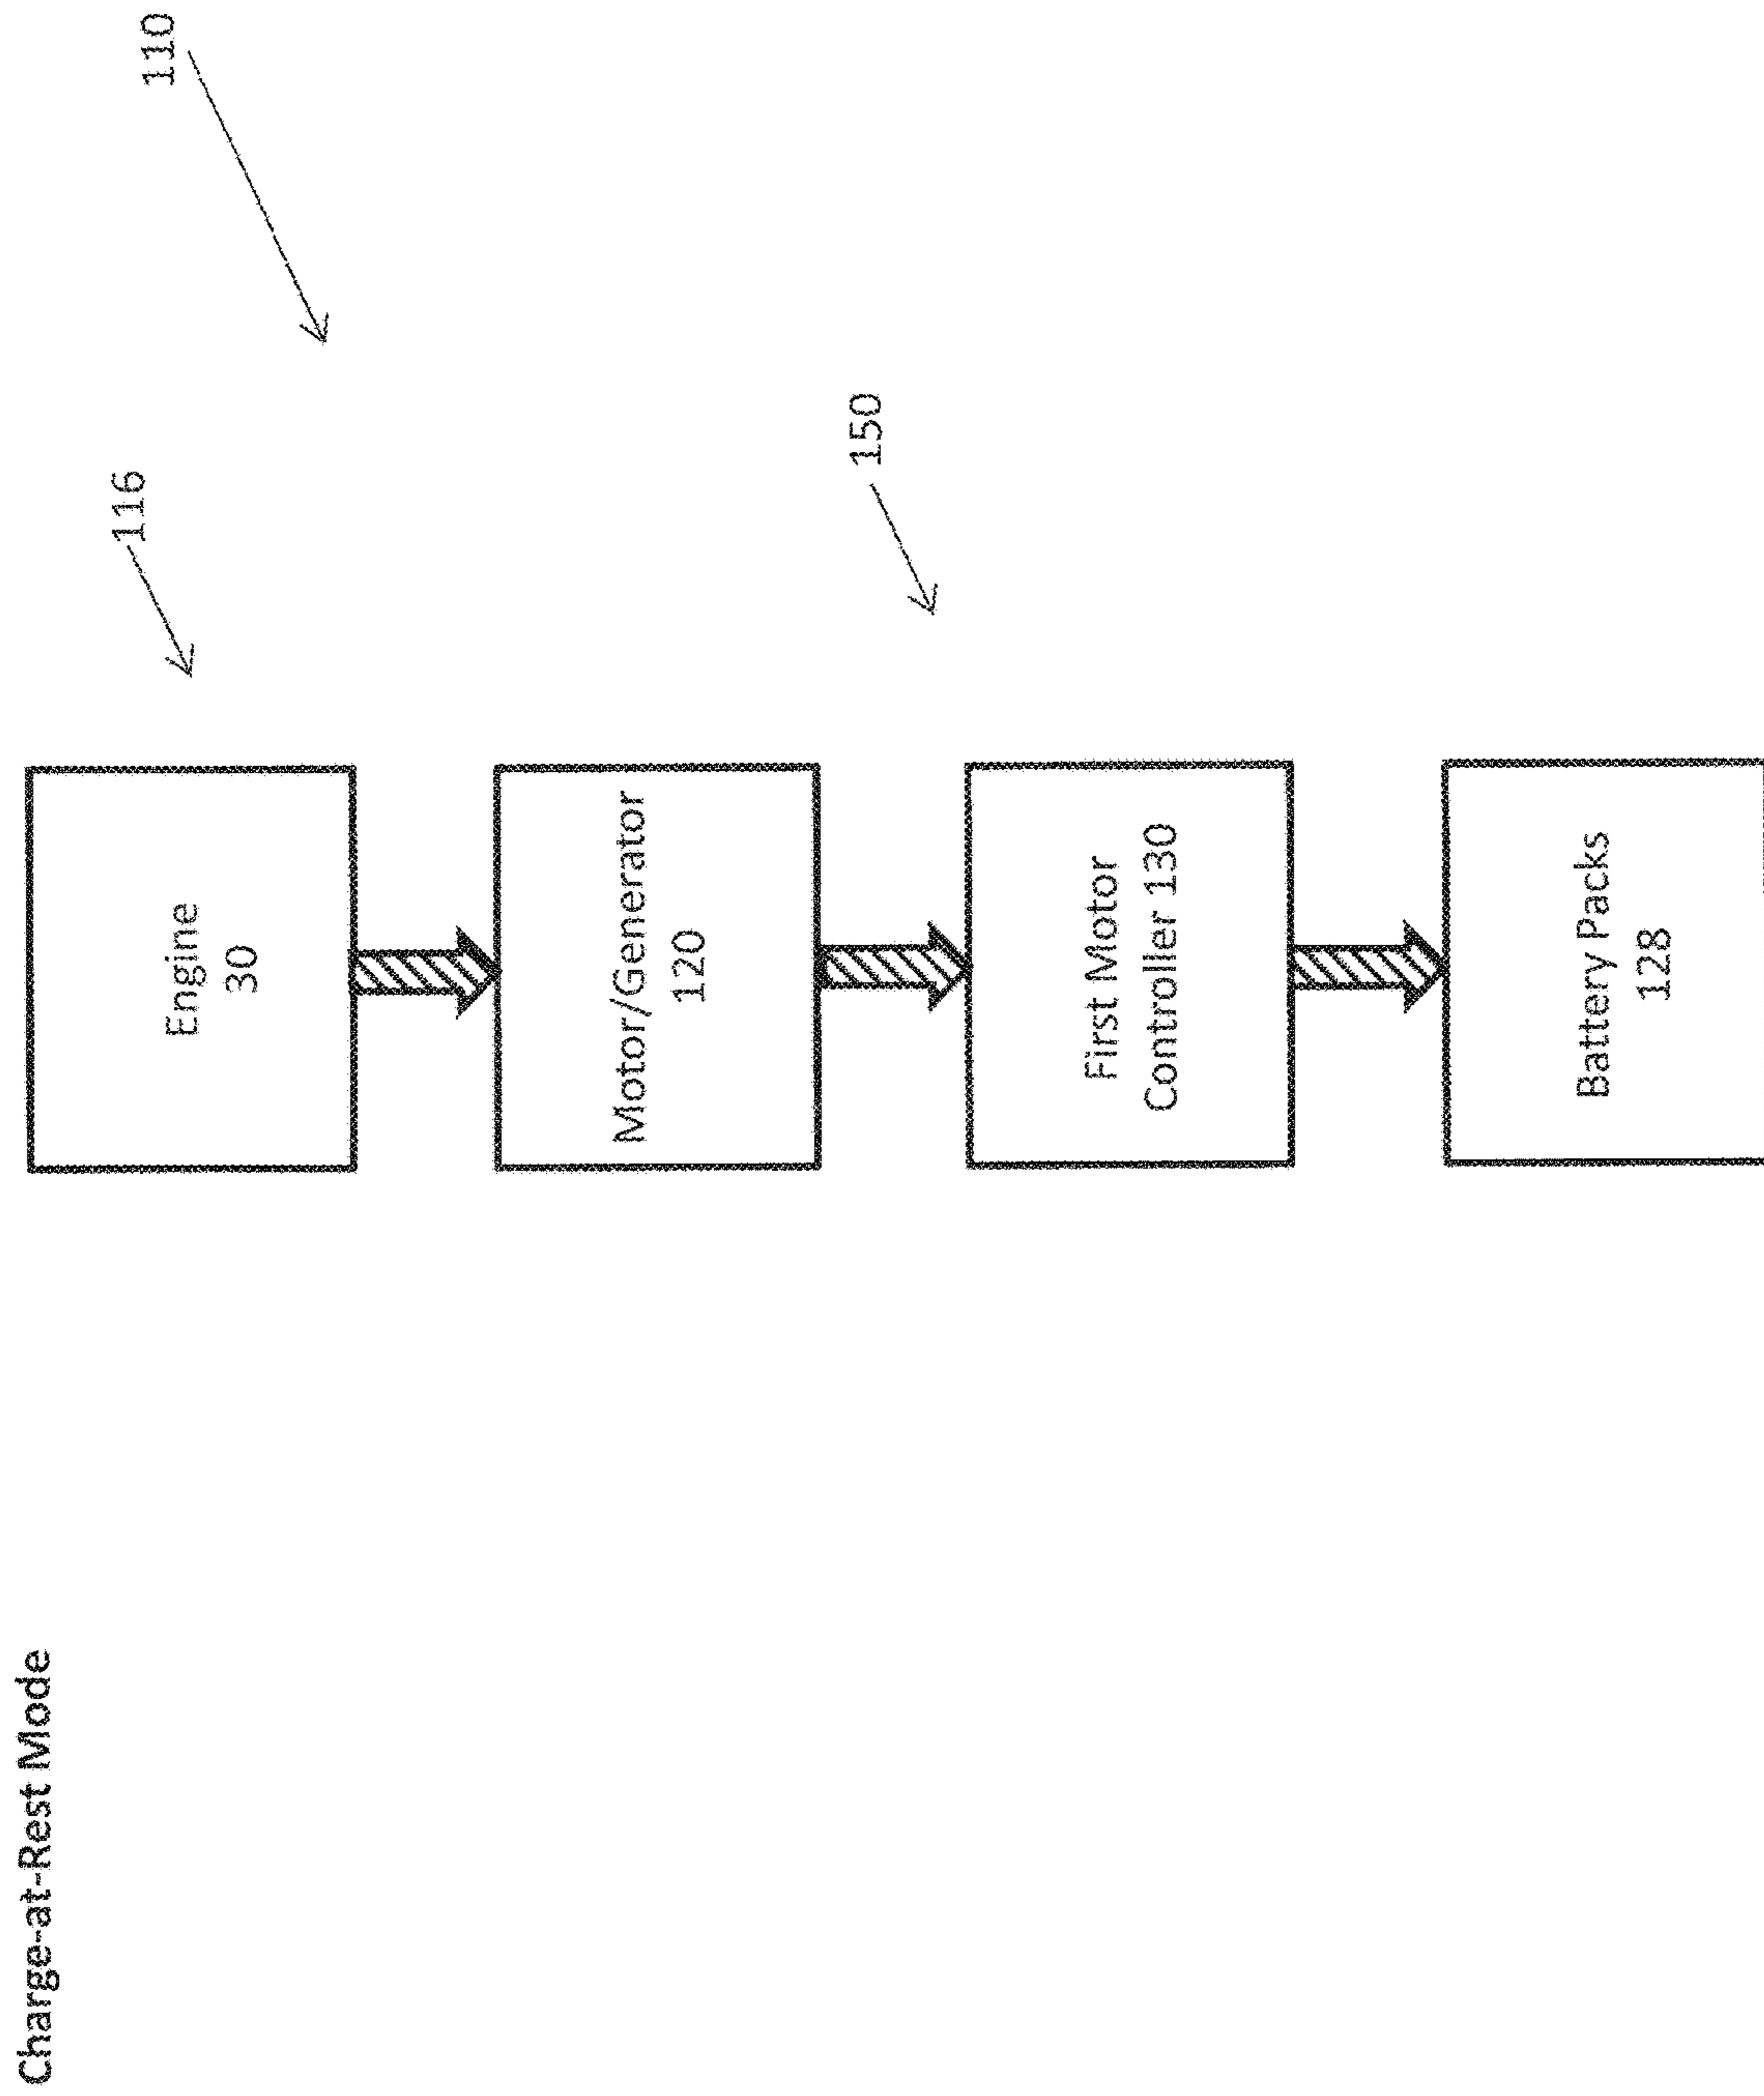 Charge-at-Rest Mode
110
116
Engine
30
Motor/Generator
120
150
First Motor
Controller 130
Battery Packs
128